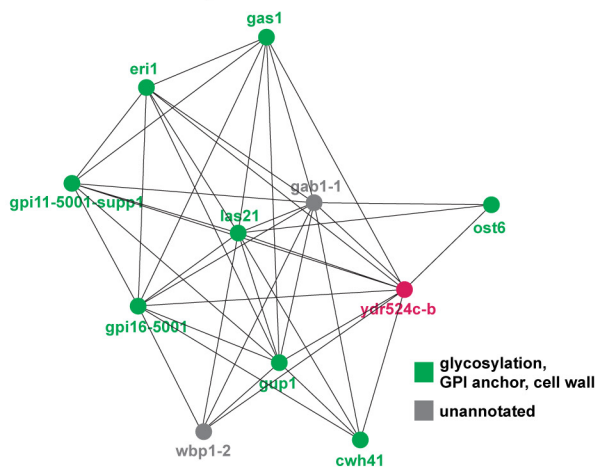 gas1
eri1
gab1-1
gpi11-5001-supp1
las21
ost6
ydr524c-b
gpi16-5001
gup1
wbp1-2
cwh41
glycosylation,
GPI anchor, cell wall
unannotated